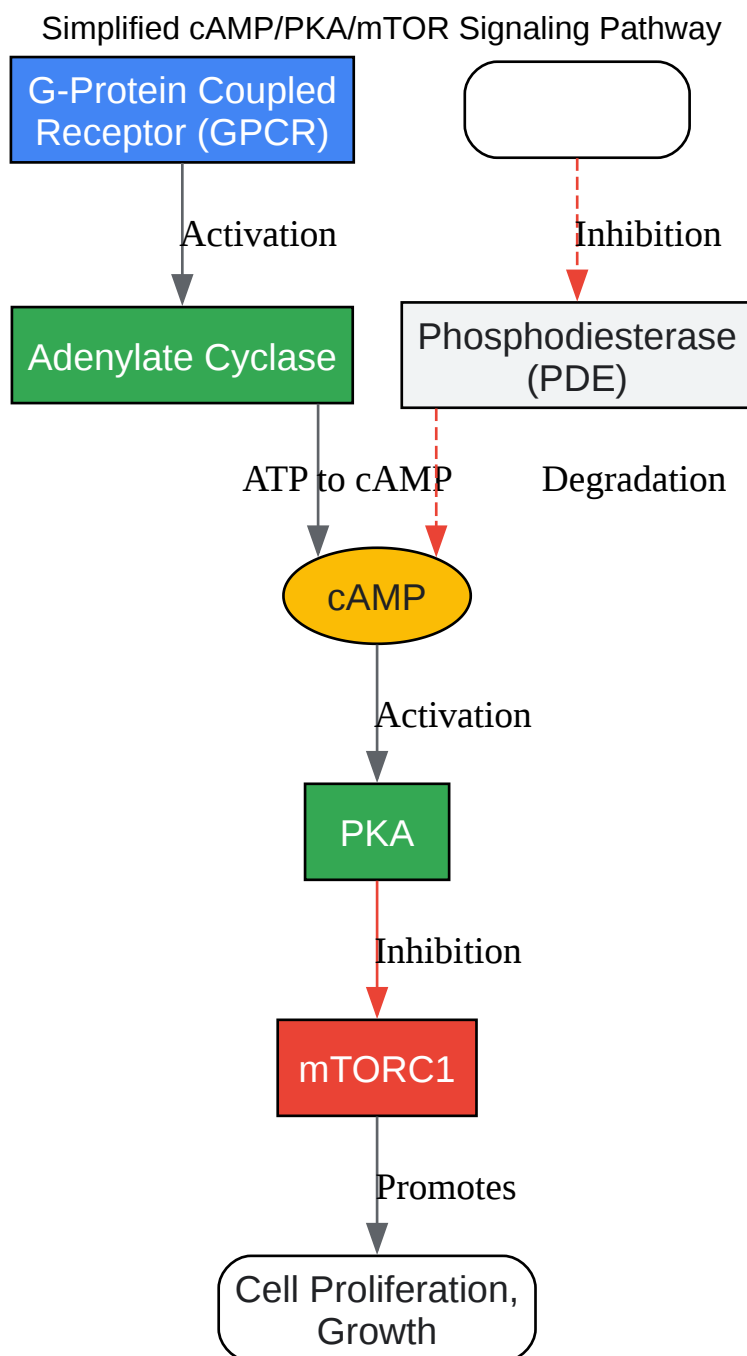 Simplified cAMP/PKA/mTOR Signaling Pathway
G-Protein Coupled
Receptor (GPCR)
Activation
Inhibition
Adenylate Cyclase
Phosphodiesterase
(PDE)
ATP to cAMP
Degradation
cAMP
Activation
PKA
Inhibition
mTORC1
Promotes
Cell Proliferation,
Growth